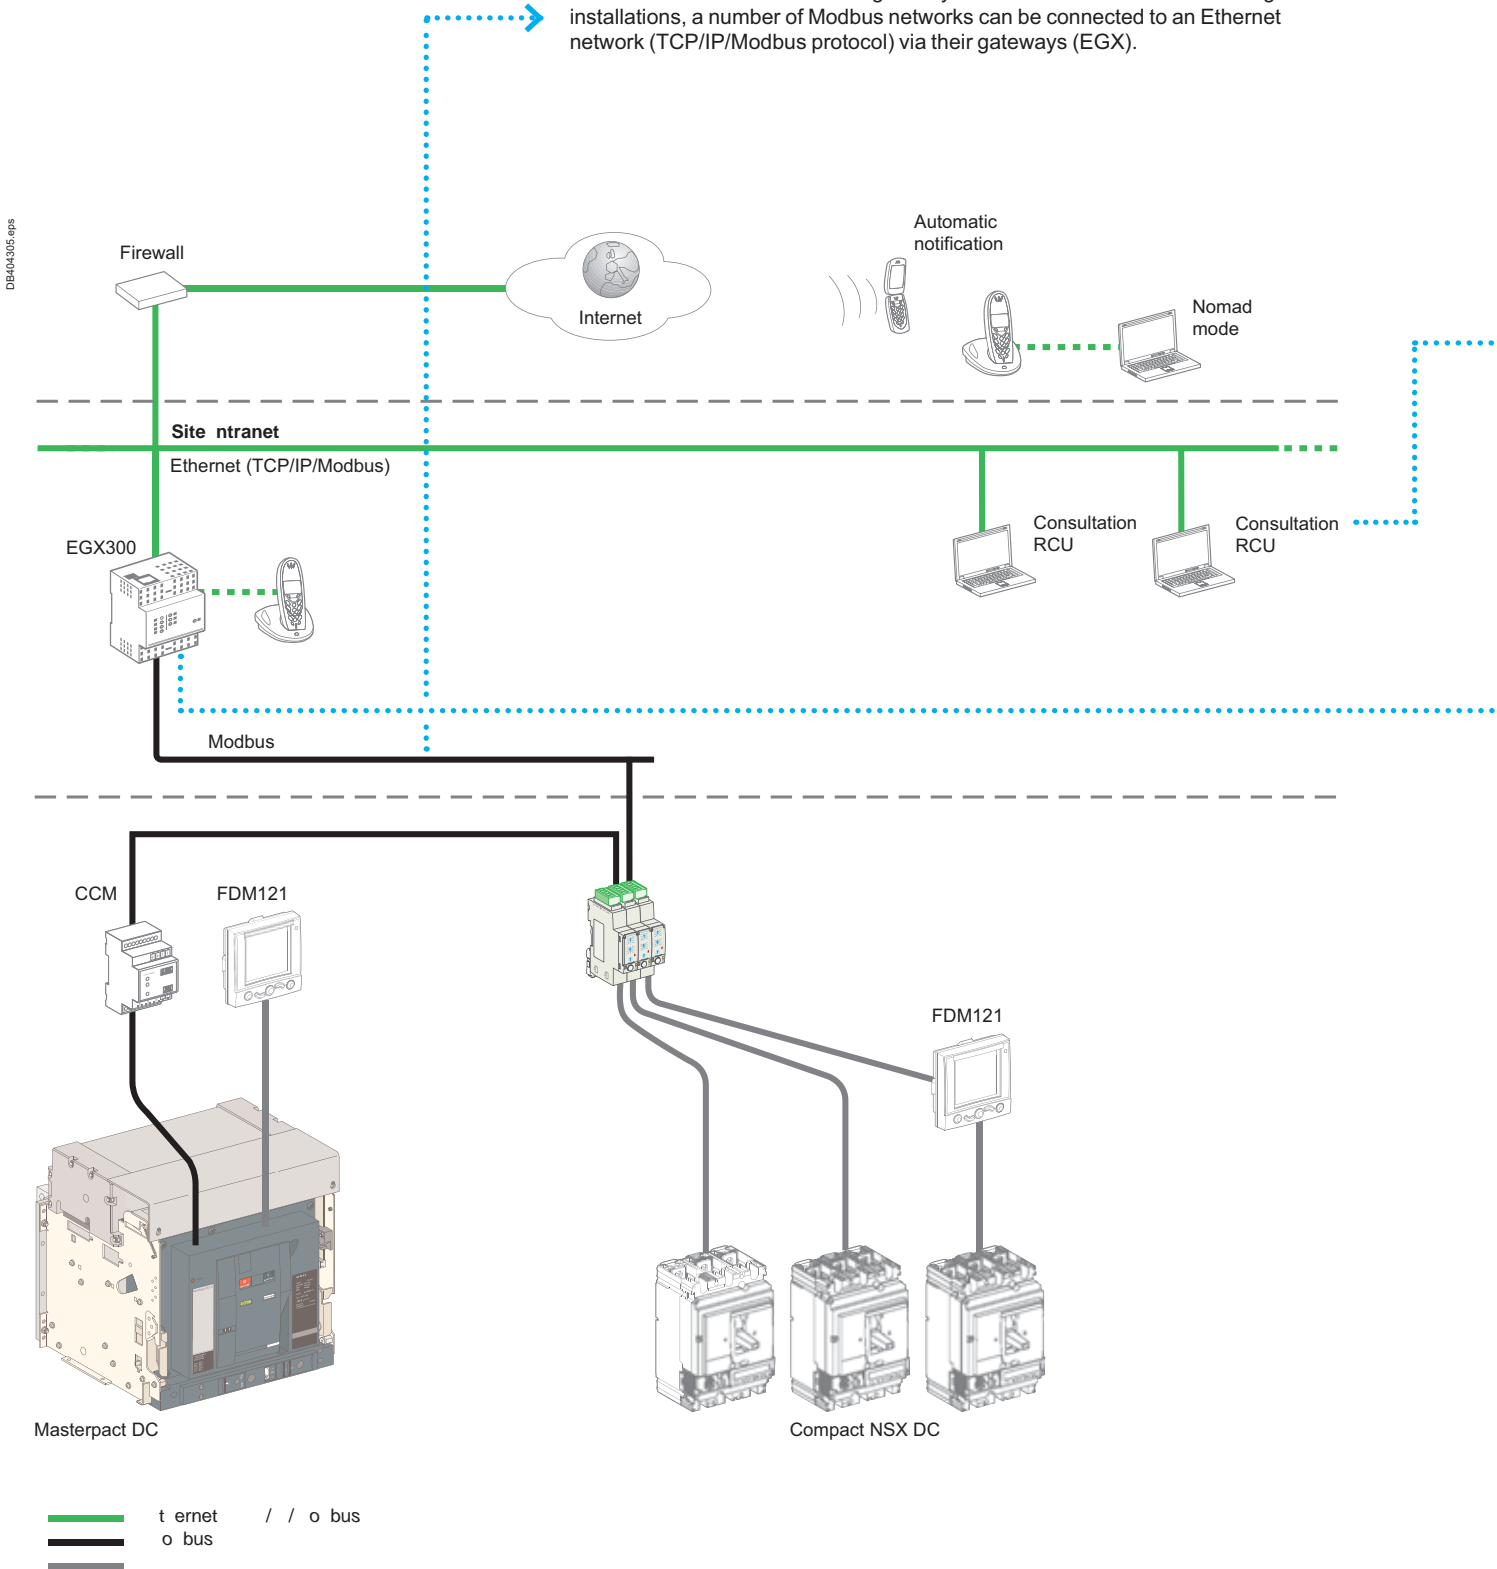 installations, a number of Modbus networks can be connected to an Ethernet
network (TCP/IP/Modbus protocol) via their gateways (EGX).
DB404305.eps
Firewall
Internet
Automatic
notification
Nomad
mode
Site ntranet
Ethernet (TCP/IP/Modbus)
EGX300
Consultation
RCU
Consultation
RCU
Modbus
CCM
FDM121
FDM121
Masterpact DC
Compact NSX DC
t ernet / / o bus
o bus